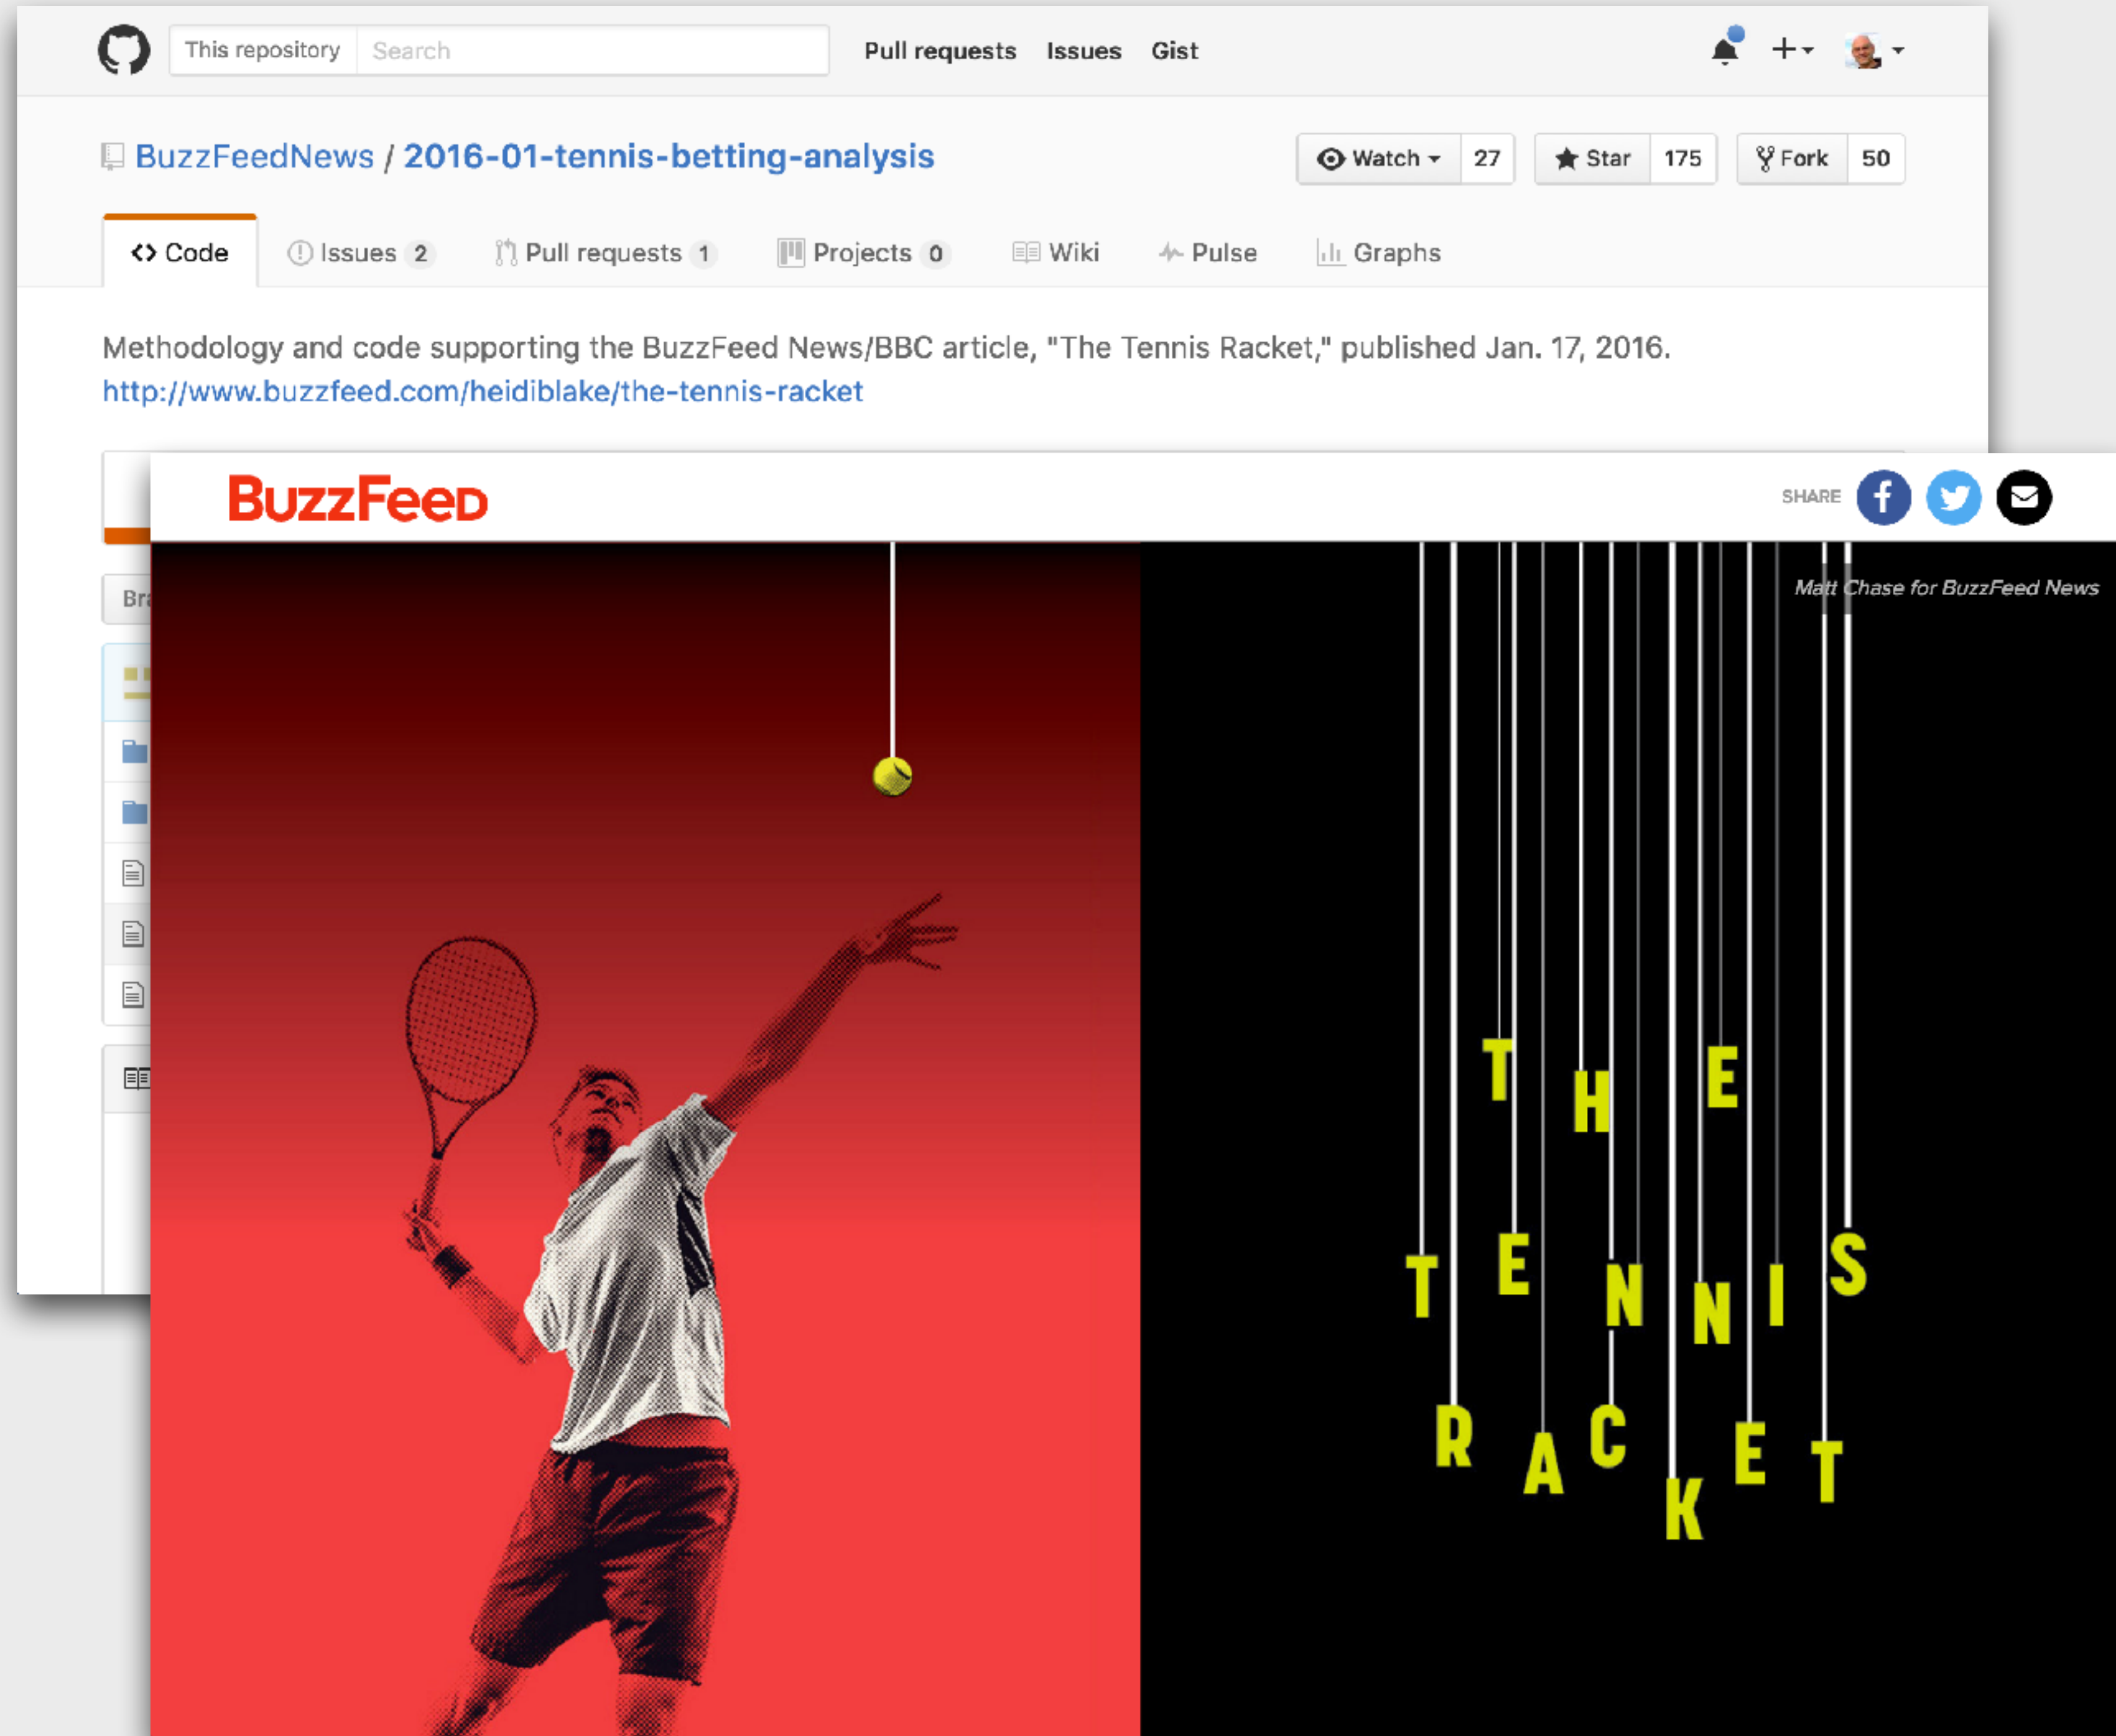 This repository Search Pull requests Issues Gist
BuzzFeedNews / 2016-01-tennis-betting-analysis Watch 27 Star 175 Fork 50
Code Issues 2 Pull requests 1 Projects 0 Wiki Pulse Graphs
Methodology and code supporting the BuzzFeed News/BBC article, "The Tennis Racket," published Jan. 17, 2016.
http://www.buzzfeed.com/heidiblake/the-tennis-racket
BuzzFeeD SHARE
Matt Chase for BuzzFeed News
THE
TENNIS
RACKET